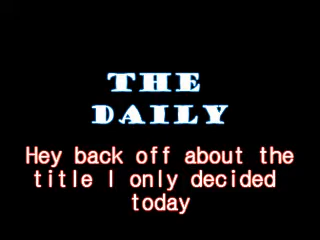 THE
DAILY
Hey back off about the
title I only decided
today